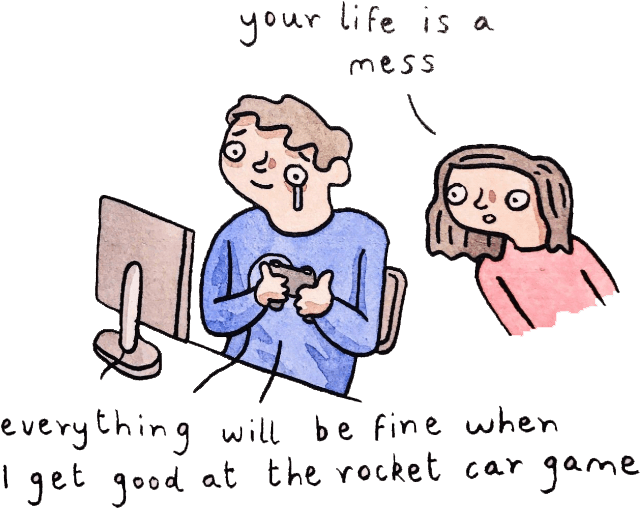 your life is a
mess
everything will be fine when
I get good at the rocket car game